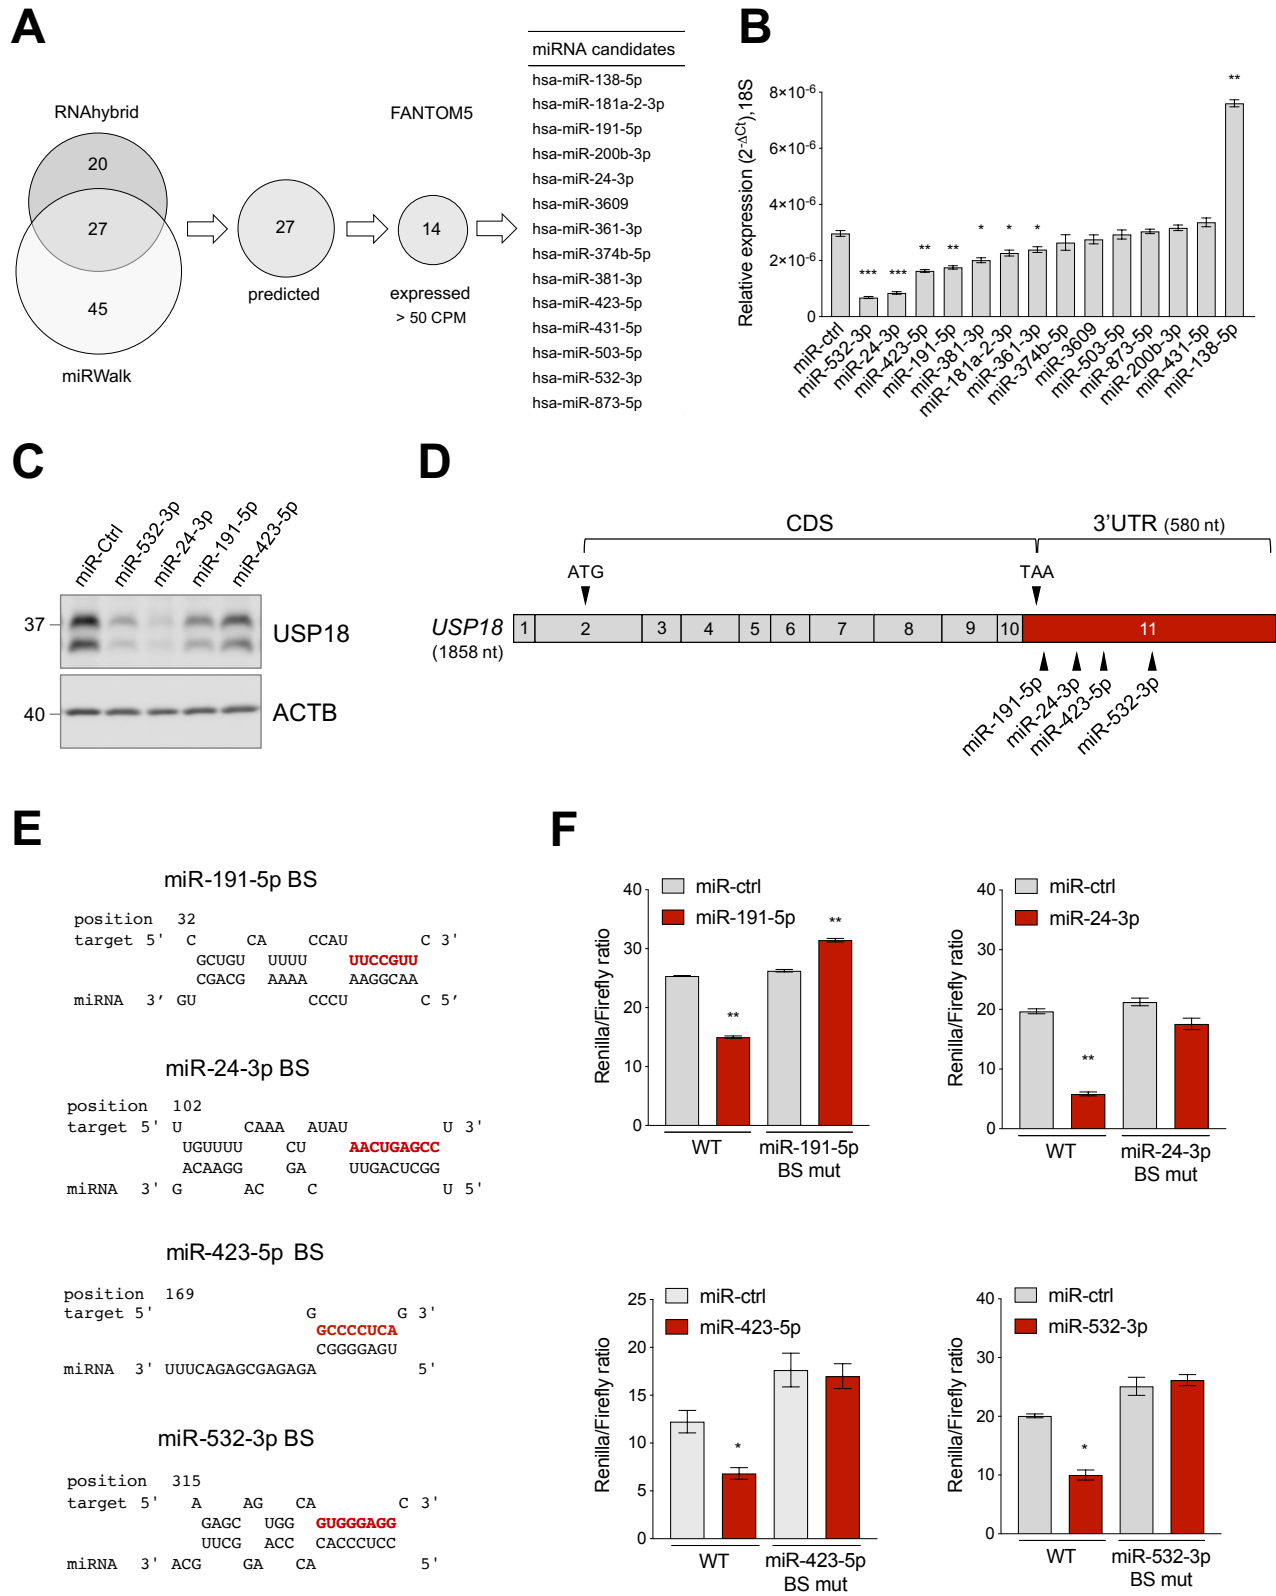 A
RNAhybrid
20
27
45
miRWalk
27
predicted
FANTOM5
14
expressed
> 50 CPM
miRNA candidates
hsa-miR-138-5p
hsa-miR-181a-2-3p
hsa-miR-191-5p
hsa-miR-200b-3p
hsa-miR-24-3p
hsa-miR-3609
hsa-miR-361-3p
hsa-miR-374b-5p
hsa-miR-381-3p
hsa-miR-423-5p
hsa-miR-431-5p
hsa-miR-503-5p
hsa-miR-532-3p
hsa-miR-873-5p
B
Relative expression (2-ΔCt),18S
8×10-6
6×10-6
4×10-6
2×10-6
0
*** *** ** ** * * * **
miR-ctrl
miR-532-3p
miR-24-3p
miR-423-5p
miR-191-5p
miR-381-3p
miR-181a-2-3p
miR-361-3p
miR-374b-5p
miR-3609
miR-503-5p
miR-873-5p
miR-200b-3p
miR-431-5p
miR-138-5p
C
miR-Ctrl
miR-532-3p
miR-24-3p
miR-191-5p
miR-423-5p
37
USP18
40
ACTB
D
CDS
3'UTR (580 nt)
ATG
TAA
USP18
(1858 nt)
1 2 3 4 5 6 7 8 9 10 11
miR-191-5p
miR-24-3p
miR-423-5p
miR-532-3p
E
miR-191-5p BS
position 32
target 5' C CA CCAU C 3'
GCUGU UUUU UUCCGUU
CGACG AAAA AAGGCAA
miRNA 3' GU CCCU C 5'
miR-24-3p BS
position 102
target 5' U CAAA AUAU U 3'
UGUUUU CU AACUGAGCC
ACAAGG GA UUGACUCGG
miRNA 3' G AC C U 5'
miR-423-5p BS
position 169
target 5' G G 3'
GCCCCUCA
CGGGGAGU
miRNA 3' UUUCAGAGCGAGAGA 5'
miR-532-3p BS
position 315
target 5' A AG CA C 3'
GAGC UGG GUGGGAGG
UUCG ACC CACCCUCC
miRNA 3' ACG GA CA 5'
F
miR-ctrl
miR-191-5p
Renilla/Firefly ratio
40
30
20
10
0
**
**
WT
miR-191-5p
BS mut
miR-ctrl
miR-24-3p
Renilla/Firefly ratio
40
30
20
10
0
**
WT
miR-24-3p
BS mut
miR-ctrl
miR-423-5p
Renilla/Firefly ratio
25
20
15
10
5
0
*
WT
miR-423-5p
BS mut
miR-ctrl
miR-532-3p
Renilla/Firefly ratio
40
30
20
10
0
*
WT
miR-532-3p
BS mut